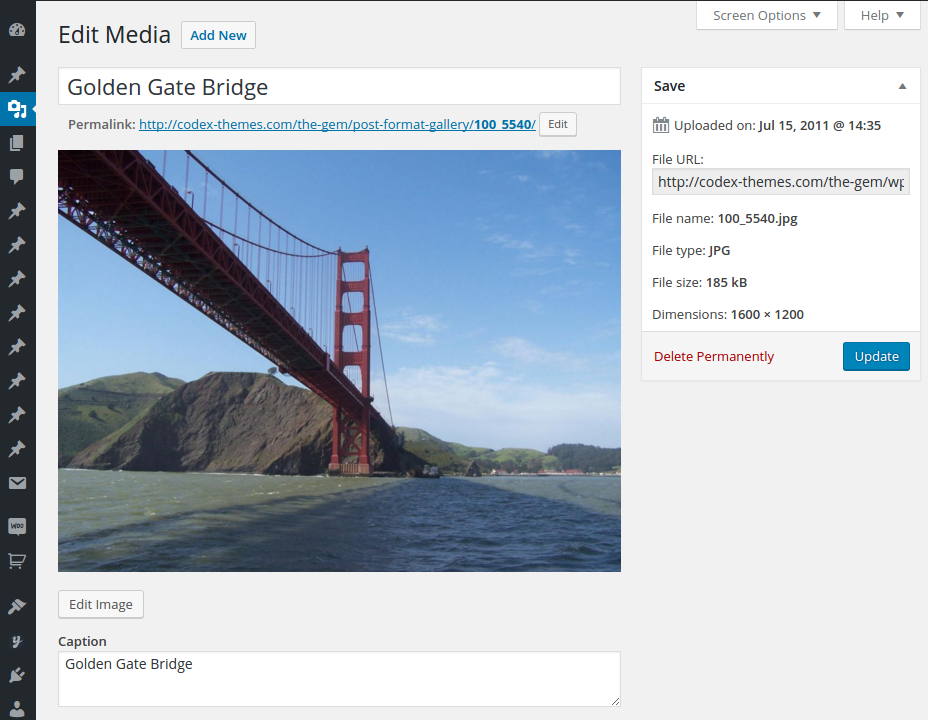 Screen Options
Help
Edit Media
Add New
Golden Gate Bridge
Permalink: http://codex-themes.com/the-gem/post-format-gallery/100_5540/
Edit
Save
Uploaded on: Jul 15, 2011 @ 14:35
File URL:
http://codex-themes.com/the-gem/wp
File name: 100_5540.jpg
File type: JPG
File size: 185 kB
Dimensions: 1600 × 1200
Delete Permanently
Update
WOO
Edit Image
Caption
Golden Gate Bridge